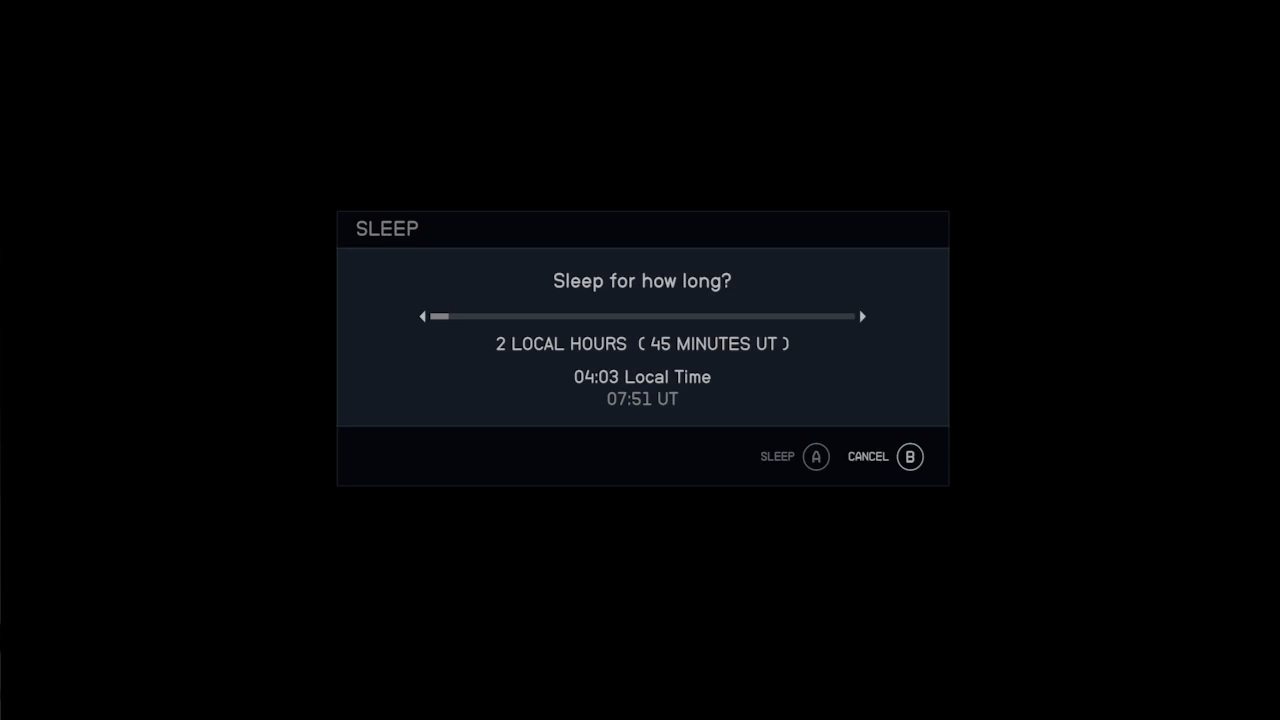 SLEEP
Sleep for how long?
2 LOCAL HOURS ( 45 MINUTES UT )
04:03 Local Time
07:51 UT
SLEEP A CANCEL B